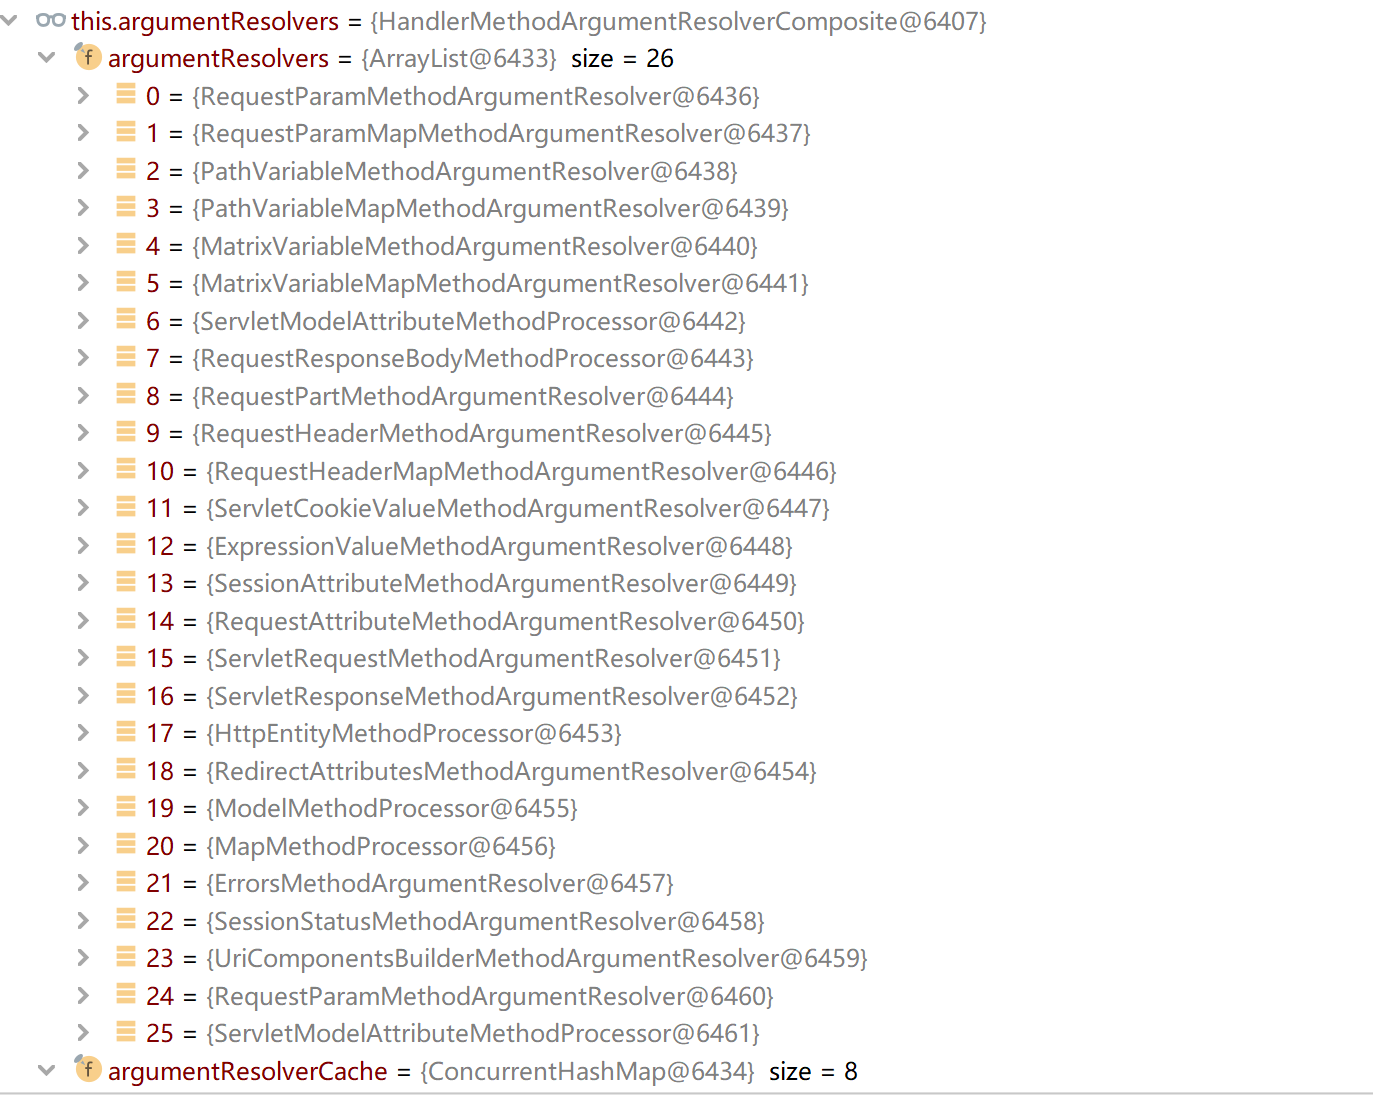 this.argumentResolvers = {HandlerMethodArgumentResolverComposite@6407}
f argumentResolvers = {ArrayList@6433} size = 26
0 = {RequestParamMethodArgumentResolver@6436}
1 = {RequestParamMapMethodArgumentResolver@6437}
2 = {PathVariableMethodArgumentResolver@6438}
3 = {PathVariableMapMethodArgumentResolver@6439}
4 = {MatrixVariableMethodArgumentResolver@6440}
5 = {MatrixVariableMapMethodArgumentResolver@6441}
6 = {ServletModelAttributeMethodProcessor@6442}
7 = {RequestResponseBodyMethodProcessor@6443}
8 = {RequestPartMethodArgumentResolver@6444}
9 = {RequestHeaderMethodArgumentResolver@6445}
10 = {RequestHeaderMapMethodArgumentResolver@6446}
11 = {ServletCookieValueMethodArgumentResolver@6447}
12 = {ExpressionValueMethodArgumentResolver@6448}
13 = {SessionAttributeMethodArgumentResolver@6449}
14 = {RequestAttributeMethodArgumentResolver@6450}
15 = {ServletRequestMethodArgumentResolver@6451}
16 = {ServletResponseMethodArgumentResolver@6452}
17 = {HttpEntityMethodProcessor@6453}
18 = {RedirectAttributesMethodArgumentResolver@6454}
19 = {ModelMethodProcessor@6455}
20 = {MapMethodProcessor@6456}
21 = {ErrorsMethodArgumentResolver@6457}
22 = {SessionStatusMethodArgumentResolver@6458}
23 = {UriComponentsBuilderMethodArgumentResolver@6459}
24 = {RequestParamMethodArgumentResolver@6460}
25 = {ServletModelAttributeMethodProcessor@6461}
f argumentResolverCache = {ConcurrentHashMap@6434} size = 8